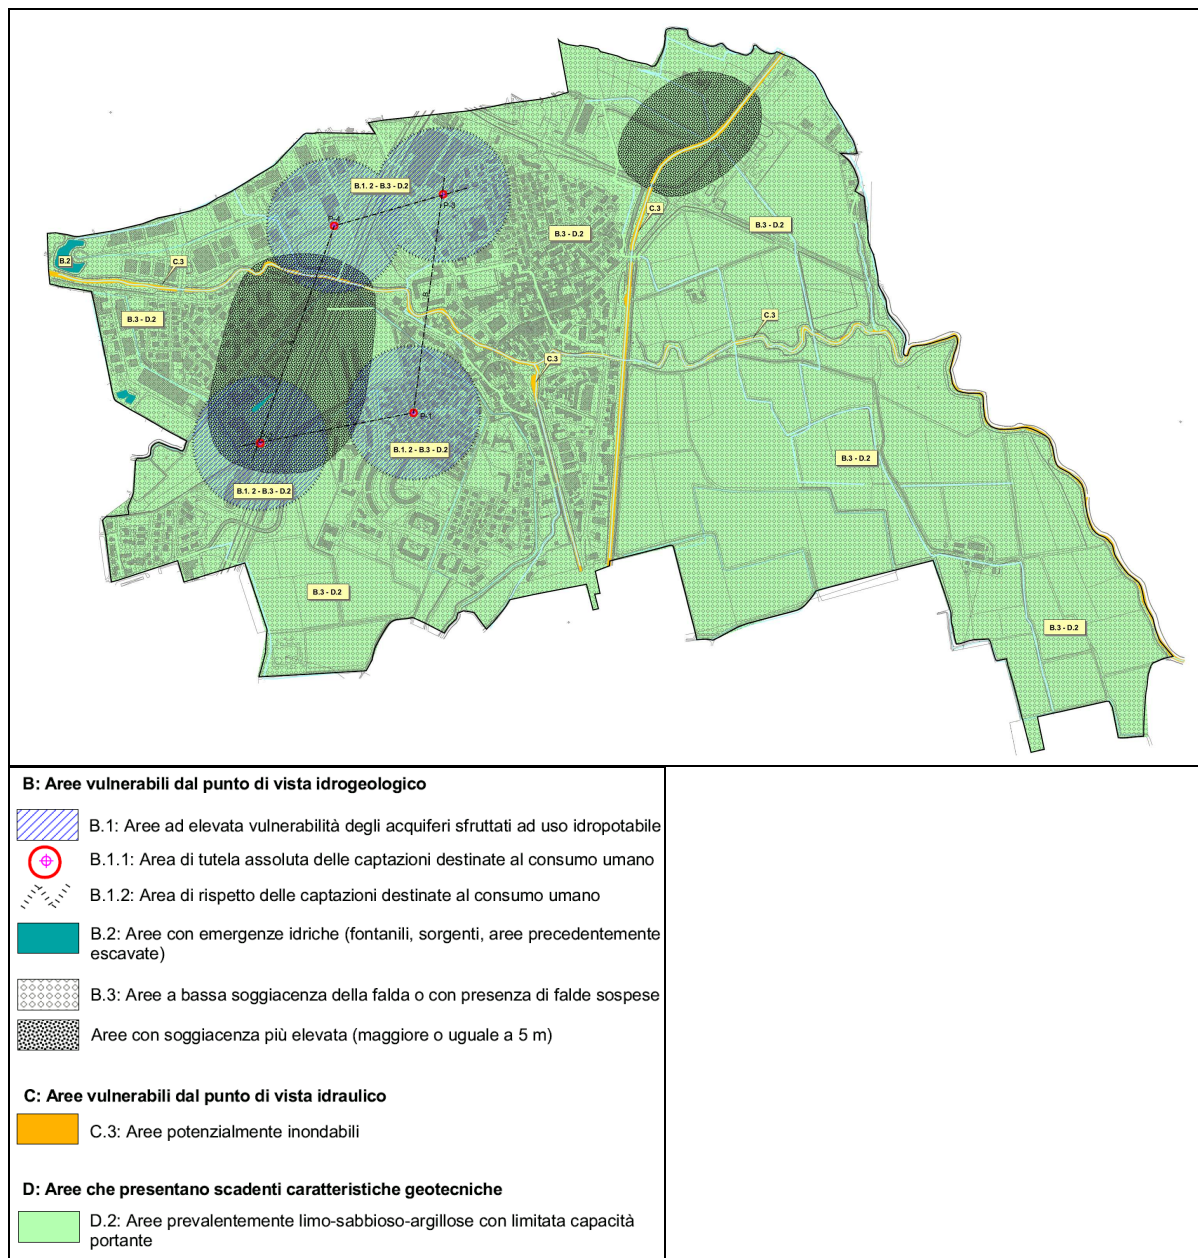 B.1. 2 - B.3 - D.2
P-3
P-4
B.3 - D.2
C.3
B.3 - D.2
B.2
C.3
B.3 - D.2
C.3
C.3
P-1
B.1. 2 - B.3 - D.2
B.3 - D.2
B.1. 2 - B.3 - D.2
B.3 - D.2
B.3 - D.2
B: Aree vulnerabili dal punto di vista idrogeologico
B.1: Aree ad elevata vulnerabilità degli acquiferi sfruttati ad uso idropotabile
B.1.1: Area di tutela assoluta delle captazioni destinate al consumo umano
B.1.2: Area di rispetto delle captazioni destinate al consumo umano
B.2: Aree con emergenze idriche (fontanili, sorgenti, aree precedentemente
escavate)
B.3: Aree a bassa soggiacenza della falda o con presenza di falde sospese
Aree con soggiacenza più elevata (maggiore o uguale a 5 m)
C: Aree vulnerabili dal punto di vista idraulico
C.3: Aree potenzialmente inondabili
D: Aree che presentano scadenti caratteristiche geotecniche
D.2: Aree prevalentemente limo-sabbioso-argillose con limitata capacità
portante